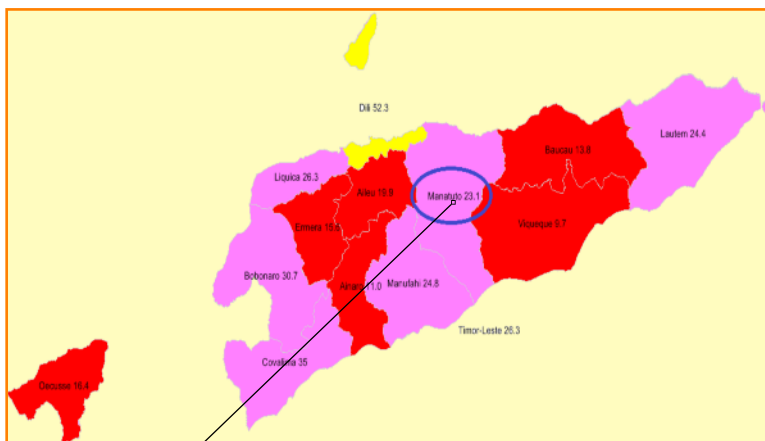 Dili 52.3
Lautem 24.4
Baucau 13.8
Liquica 26.3
Aileu 19.9
Manatuto 23.1
Ermera 15.6
Viqueque 9.7
Bobonaro 30.7
Ainaro 11.0
Manufahi 24.8
Timor-Leste 26.3
Covalima 35
Oecusse 16.4